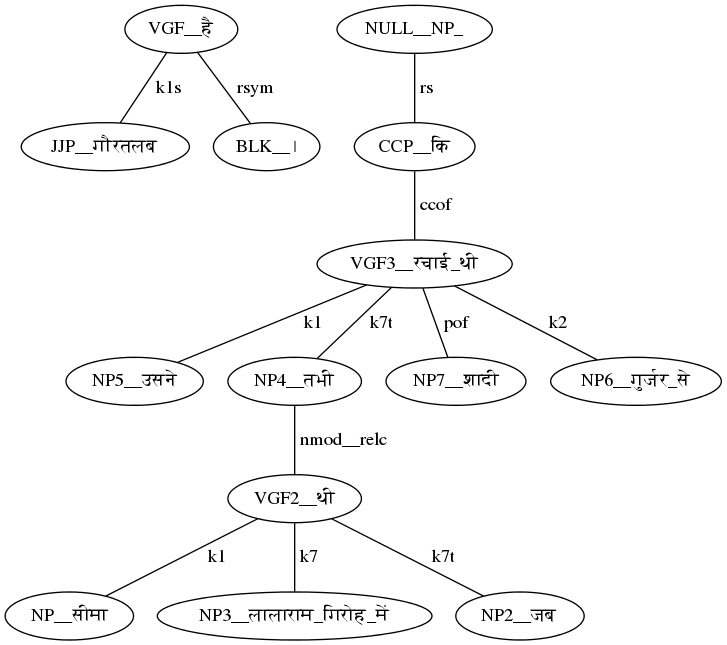 VGF__है NULL__NP_
k1s rsym rs
JJP__गौरतलब BLK__। CCP__कि
ccof
VGF3__रचाई_थी
k1 k7t pof k2
NP5__उसने NP4__तभी NP7__शादी NP6__गुर्जर_से
nmod__relc
VGF2__थी
k1 k7 k7t
NP__सीमा NP3__लालाराम_गिरोह_में NP2__जब